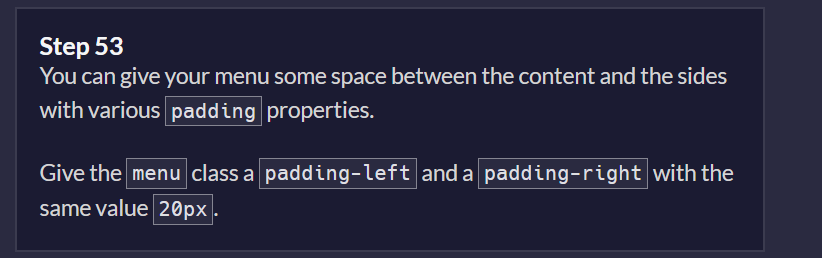 Step 53
You can give your menu some space between the content and the sides
with various padding properties.
Give the menu class a padding-left and a padding-right with the
same value 20px.